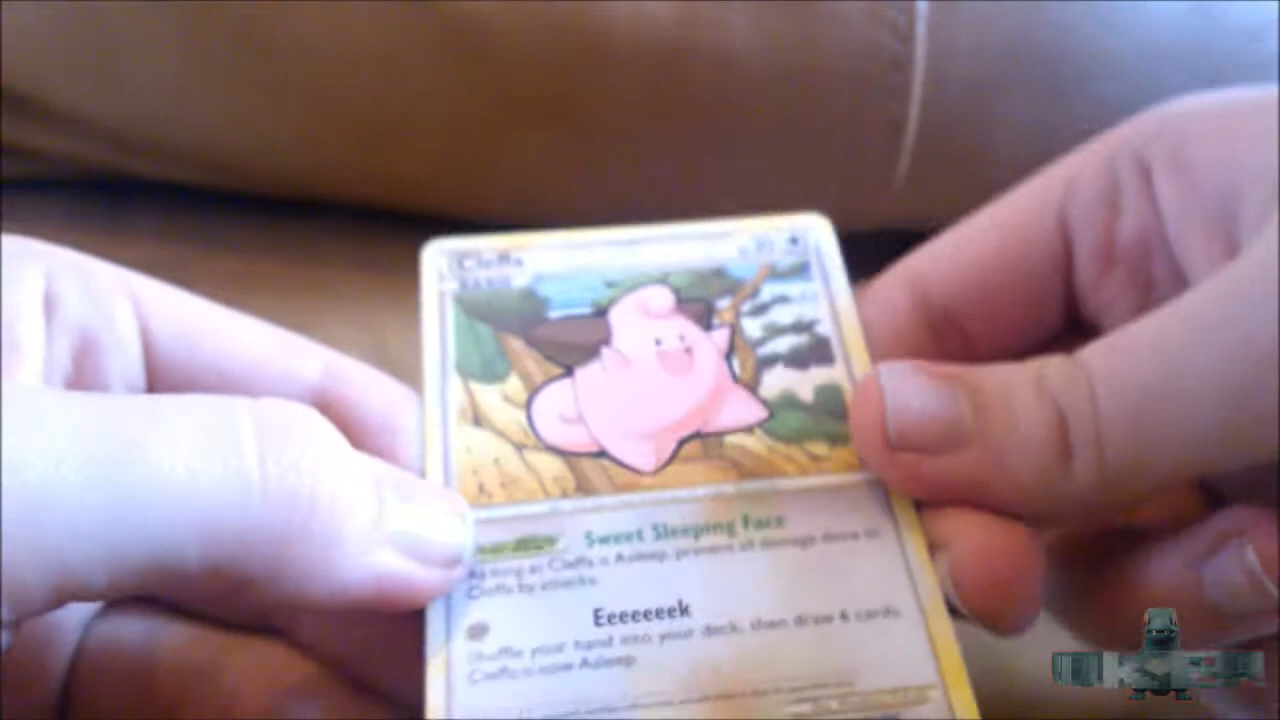 Cleffa
BASIC
Sweet Sleeping Face
As long as Cleffa is Asleep, prevent all damage done to
Cleffa by attacks.
Eeeeeeek
Shuffle your hand into your deck, then draw 6 cards.
Cleffa is now Asleep.